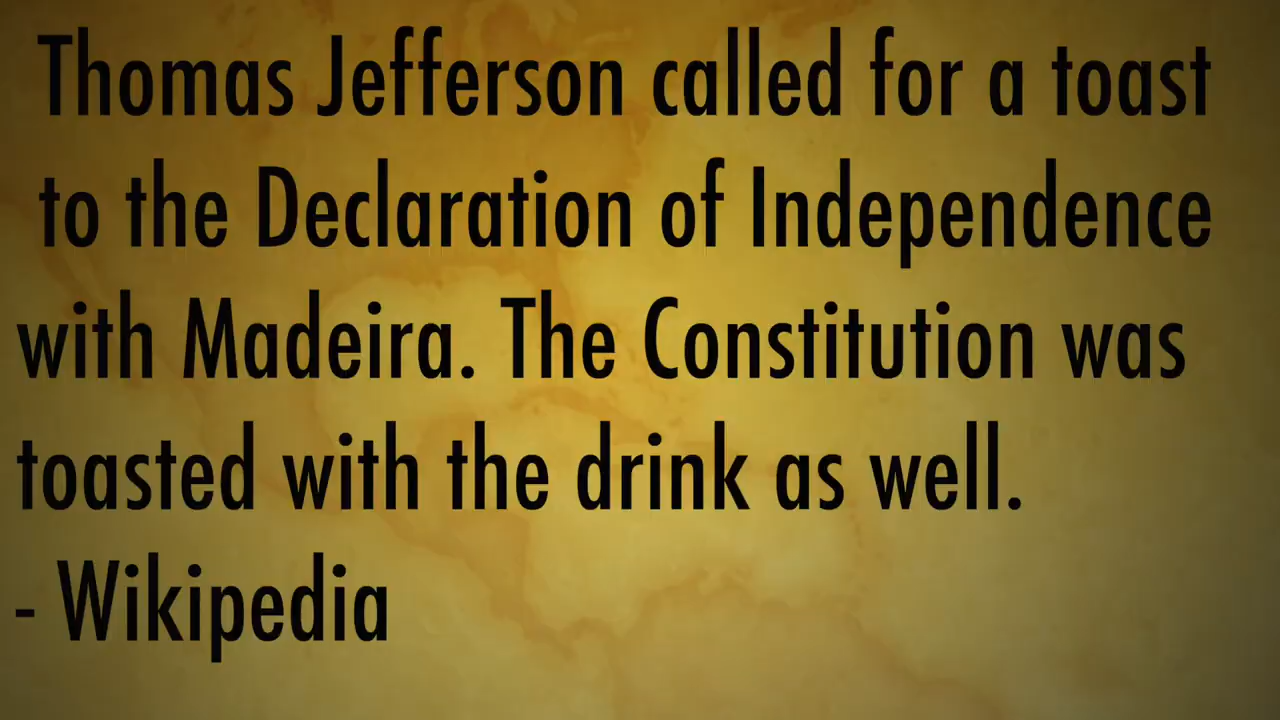 Thomas Jefferson called for a toast
to the Declaration of Independence
with Madeira. The Constitution was
toasted with the drink as well.
- Wikipedia